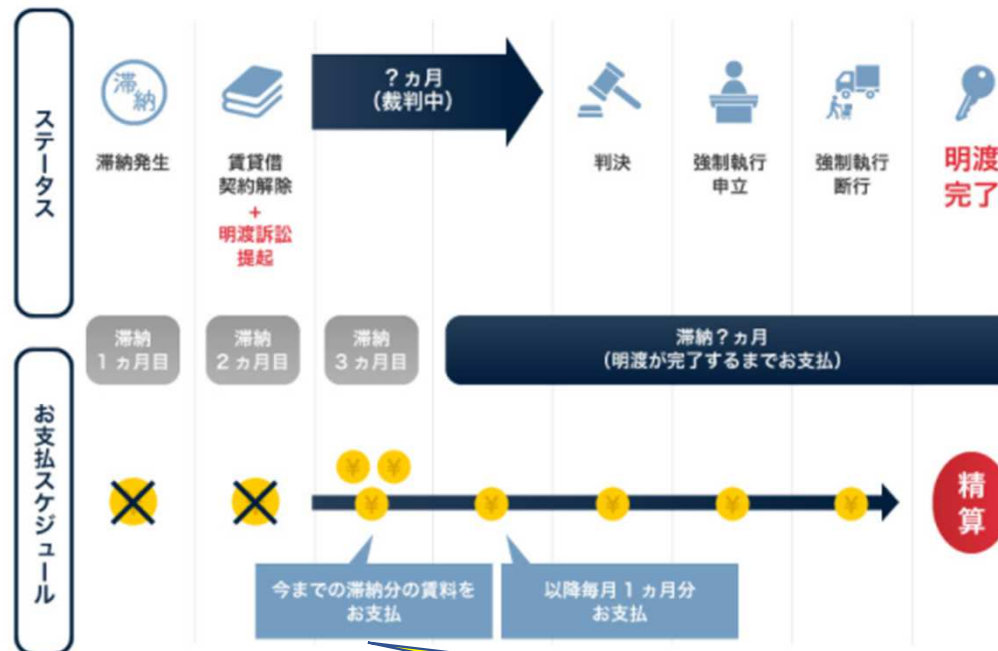 ステータス
滞納
滞納発生
賃貸借
契約解除
+
明渡訴訟
提起
?ヵ月
(裁判中)
判決
強制執行
申立
強制執行
断行
明渡
完了
お支払スケジュール
滞納
1ヵ月目
滞納
2ヵ月目
滞納
3ヵ月目
滞納?ヵ月
(明渡が完了するまでお支払)
¥
¥
¥
¥
¥
¥
¥
精
算
今までの滞納分の賃料を
お支払
以降毎月1ヵ月分
お支払